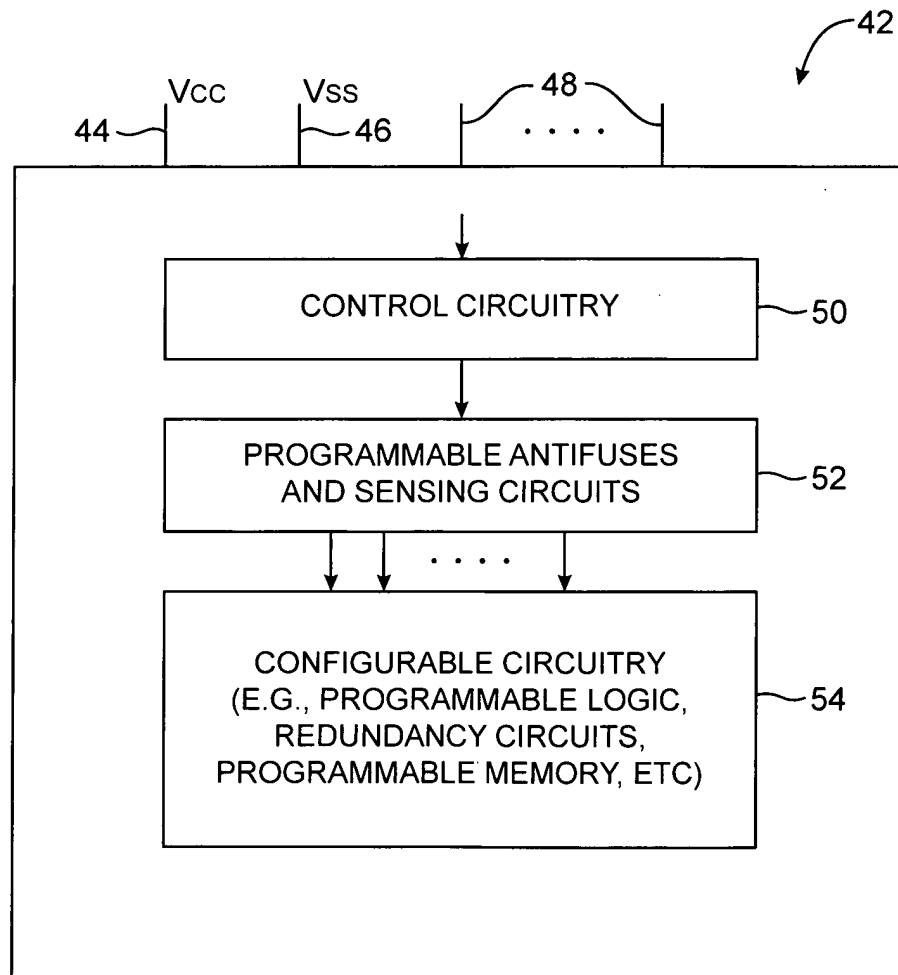 42
VCC
VSS
44
46
48
. . . .
CONTROL CIRCUITRY
50
PROGRAMMABLE ANTIFUSES
AND SENSING CIRCUITS
52
. . . .
CONFIGURABLE CIRCUITRY
(E.G., PROGRAMMABLE LOGIC,
REDUNDANCY CIRCUITS,
PROGRAMMABLE MEMORY, ETC)
54